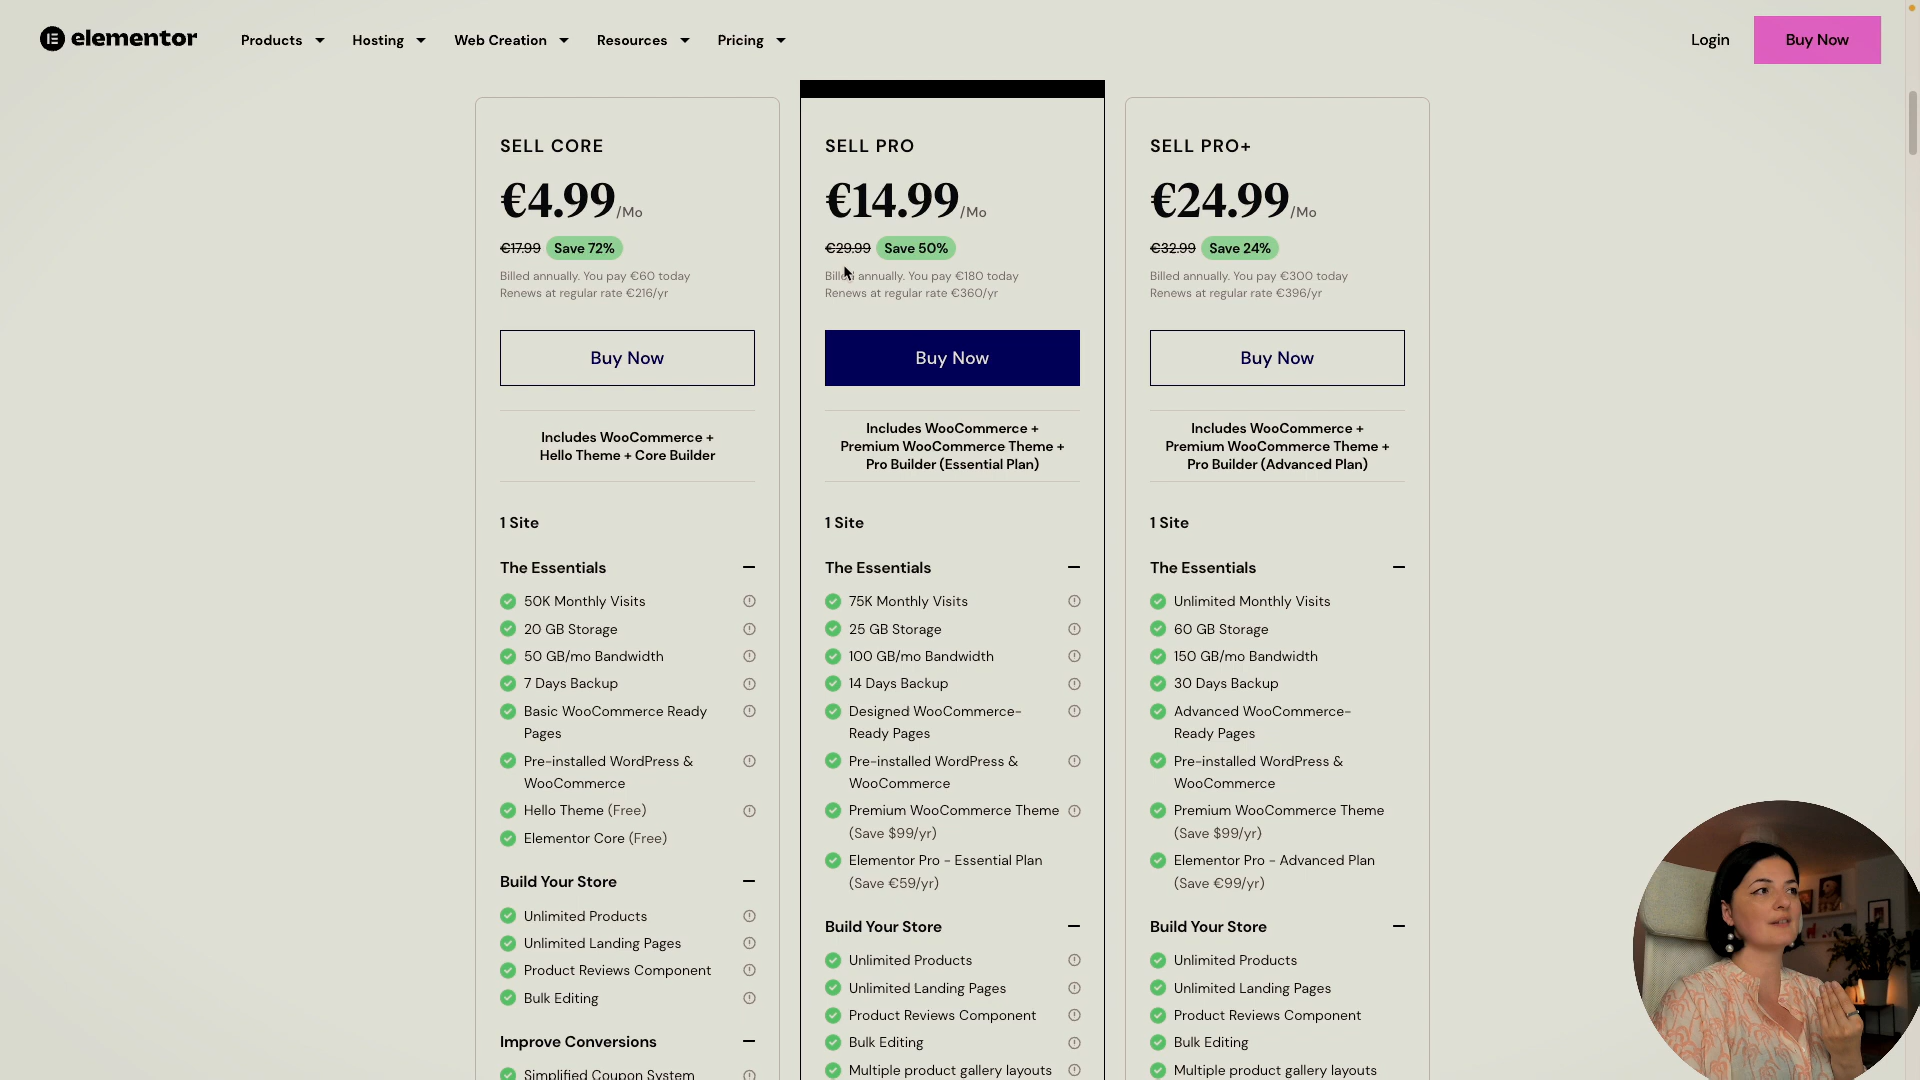 elementor
Products
Hosting
Web Creation
Resources
Pricing
Login
Buy Now
SELL CORE
€4.99/Mo
€17.99 Save 72%
Billed annually. You pay €60 today
Renews at regular rate €216/yr
Buy Now
Includes WooCommerce +
Hello Theme + Core Builder
1 Site
The Essentials
50K Monthly Visits
20 GB Storage
50 GB/mo Bandwidth
7 Days Backup
Basic WooCommerce Ready
Pages
Pre-installed WordPress &
WooCommerce
Hello Theme (Free)
Elementor Core (Free)
Build Your Store
Unlimited Products
Unlimited Landing Pages
Product Reviews Component
Bulk Editing
Improve Conversions
Simplified Coupon System
SELL PRO
€14.99/Mo
€29.99 Save 50%
Billed annually. You pay €180 today
Renews at regular rate €360/yr
Buy Now
Includes WooCommerce +
Premium WooCommerce Theme +
Pro Builder (Essential Plan)
1 Site
The Essentials
75K Monthly Visits
25 GB Storage
100 GB/mo Bandwidth
14 Days Backup
Designed WooCommerce-
Ready Pages
Pre-installed WordPress &
WooCommerce
Premium WooCommerce Theme
(Save $99/yr)
Elementor Pro - Essential Plan
(Save €59/yr)
Build Your Store
Unlimited Products
Unlimited Landing Pages
Product Reviews Component
Bulk Editing
Multiple product gallery layouts
SELL PRO+
€24.99/Mo
€32.99 Save 24%
Billed annually. You pay €300 today
Renews at regular rate €396/yr
Buy Now
Includes WooCommerce +
Premium WooCommerce Theme +
Pro Builder (Advanced Plan)
1 Site
The Essentials
Unlimited Monthly Visits
60 GB Storage
150 GB/mo Bandwidth
30 Days Backup
Advanced WooCommerce-
Ready Pages
Pre-installed WordPress &
WooCommerce
Premium WooCommerce Theme
(Save $99/yr)
Elementor Pro - Advanced Plan
(Save €99/yr)
Build Your Store
Unlimited Products
Unlimited Landing Pages
Product Reviews Component
Bulk Editing
Multiple product gallery layouts